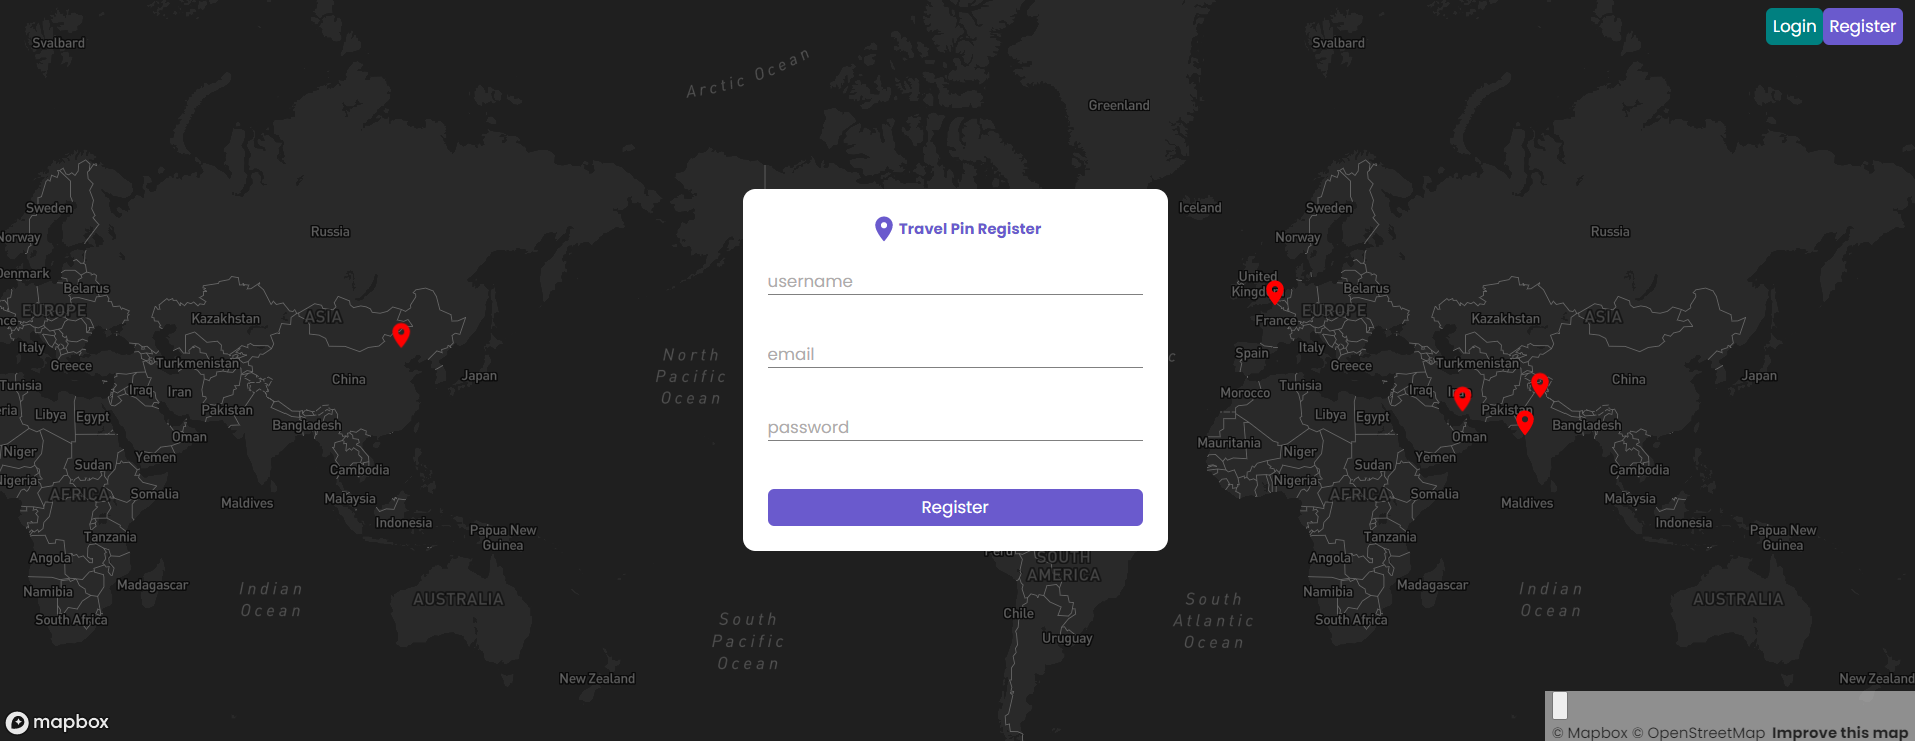 Login
Register
Svalbard
Svalbard
Arctic Ocean
Greenland
Sweden
Iceland
Sweden
Russia
Russia
Norway
Norway
Travel Pin Register
Denmark
Belarus
United
Kingd
Belarus
username
EUROPE
Kazakhstan
ASIA
France
EUROPE
Kazakhstan
ASIA
Italy
Greece
Turkmenistan
China
Japan
North
Pacific
Ocean
email
Spain
Italy
Greece
Turkmenistan
China
Japan
Tunisia
Iraq
Iran
Morocco
Tunisia
Iraq
Libya
Egypt
Pakistan
Bangladesh
Libya
Egypt
Pakistan
Bangladesh
password
Oman
Oman
Mauritania
Niger
Yemen
Niger
Yemen
Sudan
Cambodia
Sudan
Cambodia
Nigeria
AFRICA
Somalia
Maldives
Malaysia
Nigeria
AFRICA
Somalia
Maldives
Malaysia
Register
Indonesia
Indonesia
Tanzania
Papua New
Guinea
Tanzania
Papua New
Guinea
Angola
Peru
SOUTH
AMERICA
Angola
Namibia
Madagascar
Indian
Ocean
AUSTRALIA
Namibia
Madagascar
Indian
Ocean
AUSTRALIA
South Africa
South
Pacific
Ocean
Chile
Uruguay
South
Atlantic
Ocean
South Africa
New Zealand
New Zealand
mapbox
© Mapbox © OpenStreetMap Improve this map